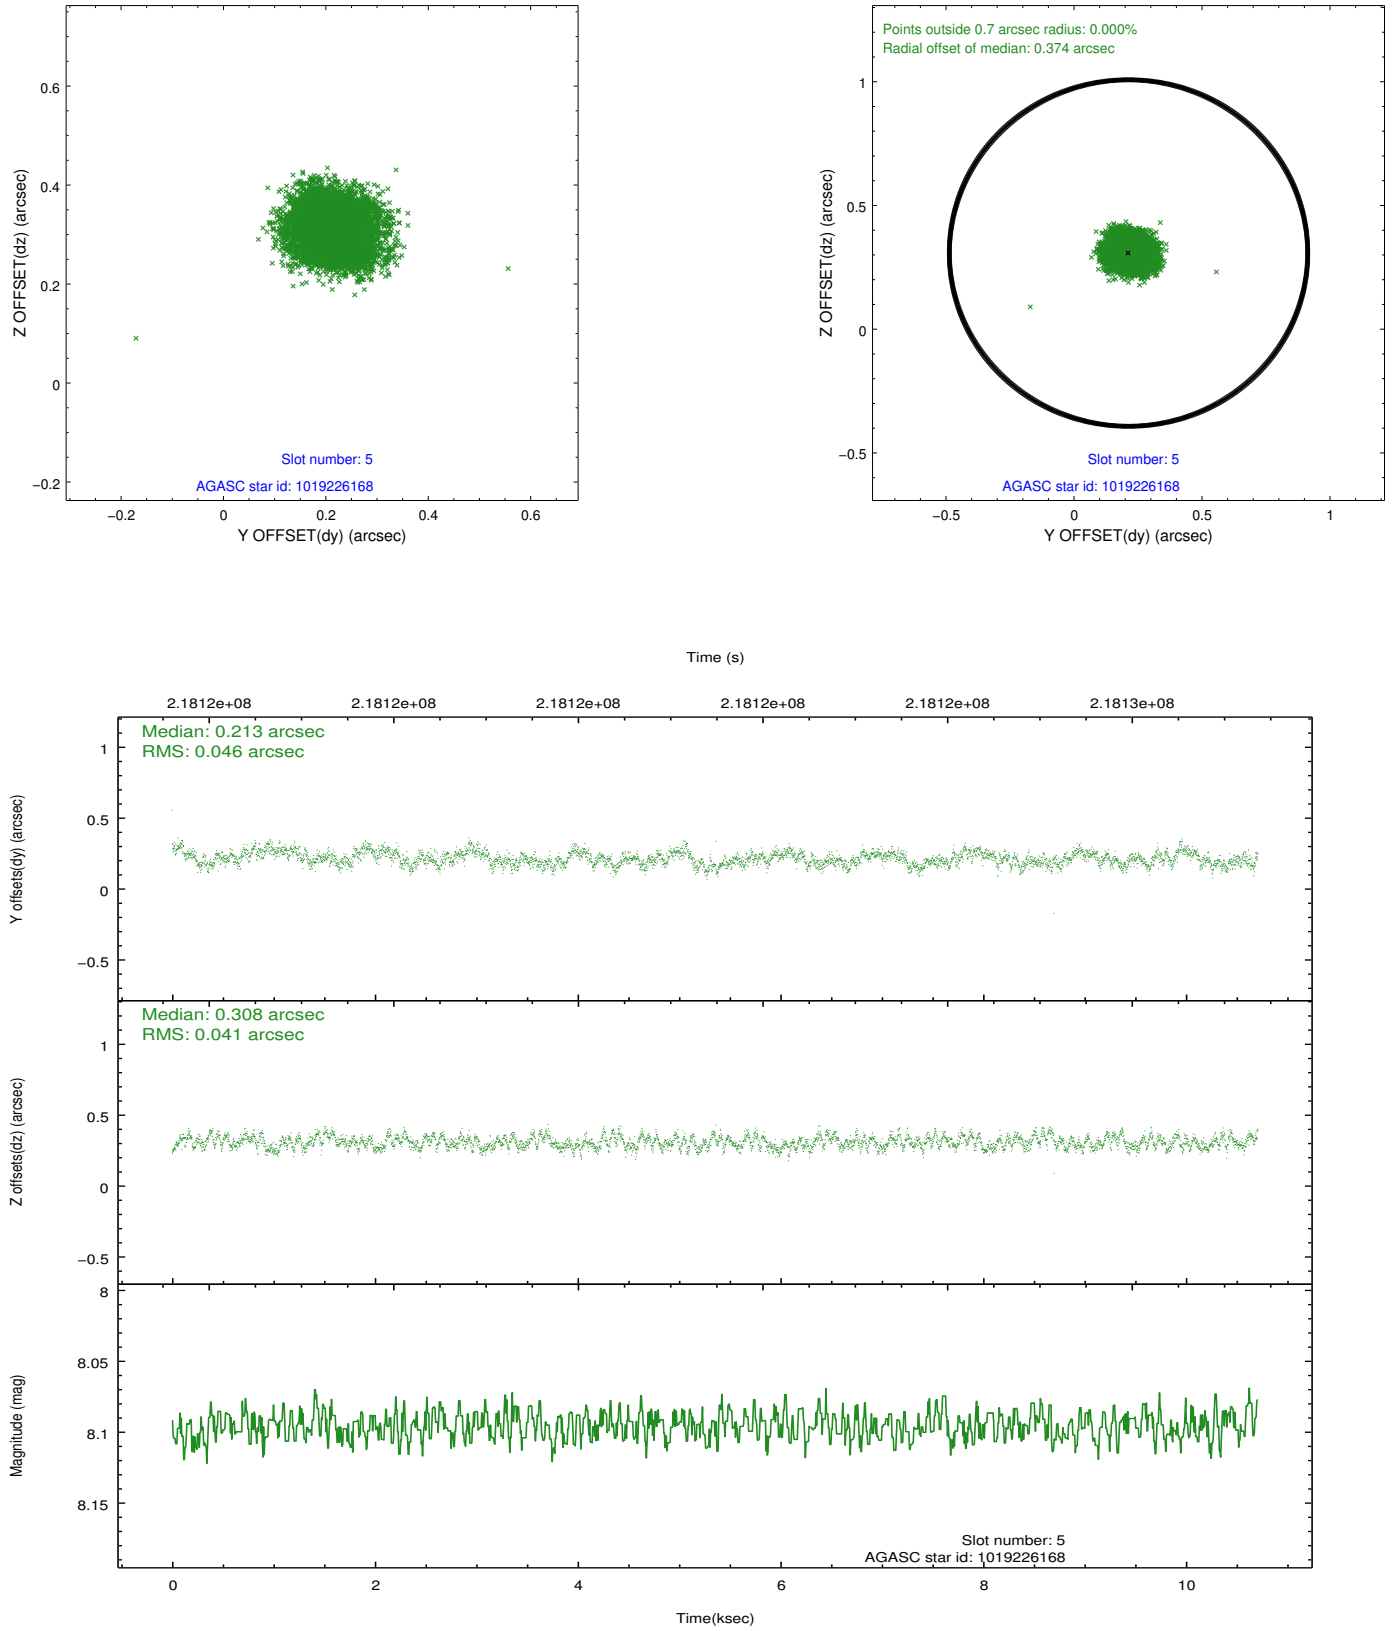 0.6
0.4
0.2
0
−0.2
Z OFFSET(dz) (arcsec)
Slot number: 5
AGASC star id: 1019226168
−0.2 0 0.2 0.4 0.6
Y OFFSET(dy) (arcsec)
Points outside 0.7 arcsec radius: 0.000%
Radial offset of median: 0.374 arcsec
1
0.5
0
−0.5
Z OFFSET(dz) (arcsec)
Slot number: 5
AGASC star id: 1019226168
−0.5 0 0.5 1
Y OFFSET(dy) (arcsec)
Time (s)
2.1812e+08 2.1812e+08 2.1812e+08 2.1812e+08 2.1812e+08 2.1813e+08
Median: 0.213 arcsec
RMS: 0.046 arcsec
1
0.5
0
−0.5
Y offsets(dy) (arcsec)
Median: 0.308 arcsec
RMS: 0.041 arcsec
1
0.5
0
−0.5
Z offsets(dz) (arcsec)
8
8.05
8.1
8.15
Magnitude (mag)
Slot number: 5
AGASC star id: 1019226168
0 2 4 6 8 10
Time(ksec)